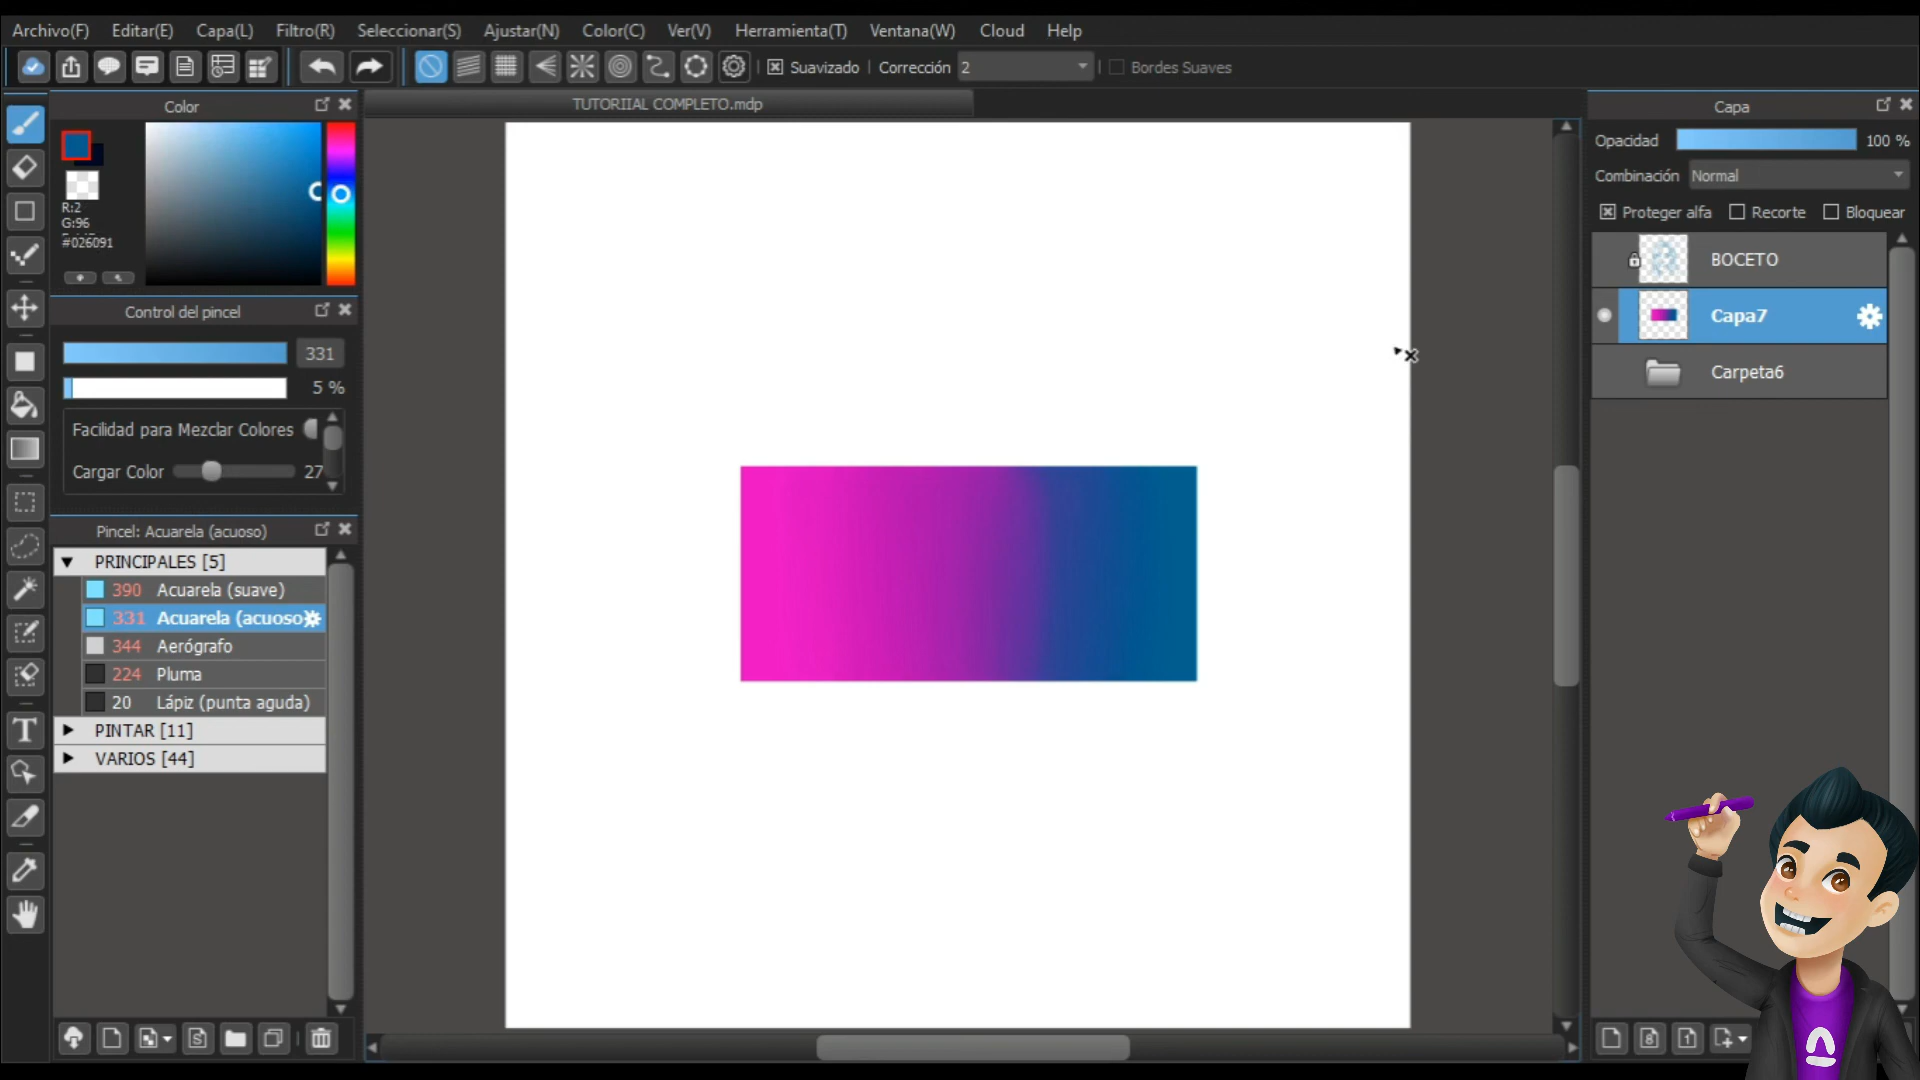 Archivo(F) Editar(E) Capa(L) Filtro(R) Seleccionar(S) Ajustar(N) Color(C) Ver(V) Herramienta(T) Ventana(W) Cloud Help
Suavizado Corrección 2 Bordes Suaves
Color
TUTORIIAL COMPLETO.mdp
Capa
R:2
G:96
#026091
Opacidad 100 %
Combinación Normal
Proteger alfa Recorte Bloquear
BOCETO
Capa7
Carpeta6
Control del pincel
331
5 %
Facilidad para Mezclar Colores
Cargar Color 27
Pincel: Acuarela (acuoso)
PRINCIPALES [5]
390 Acuarela (suave)
331 Acuarela (acuoso
344 Aerógrafo
224 Pluma
20 Lápiz (punta aguda)
PINTAR [11]
VARIOS [44]